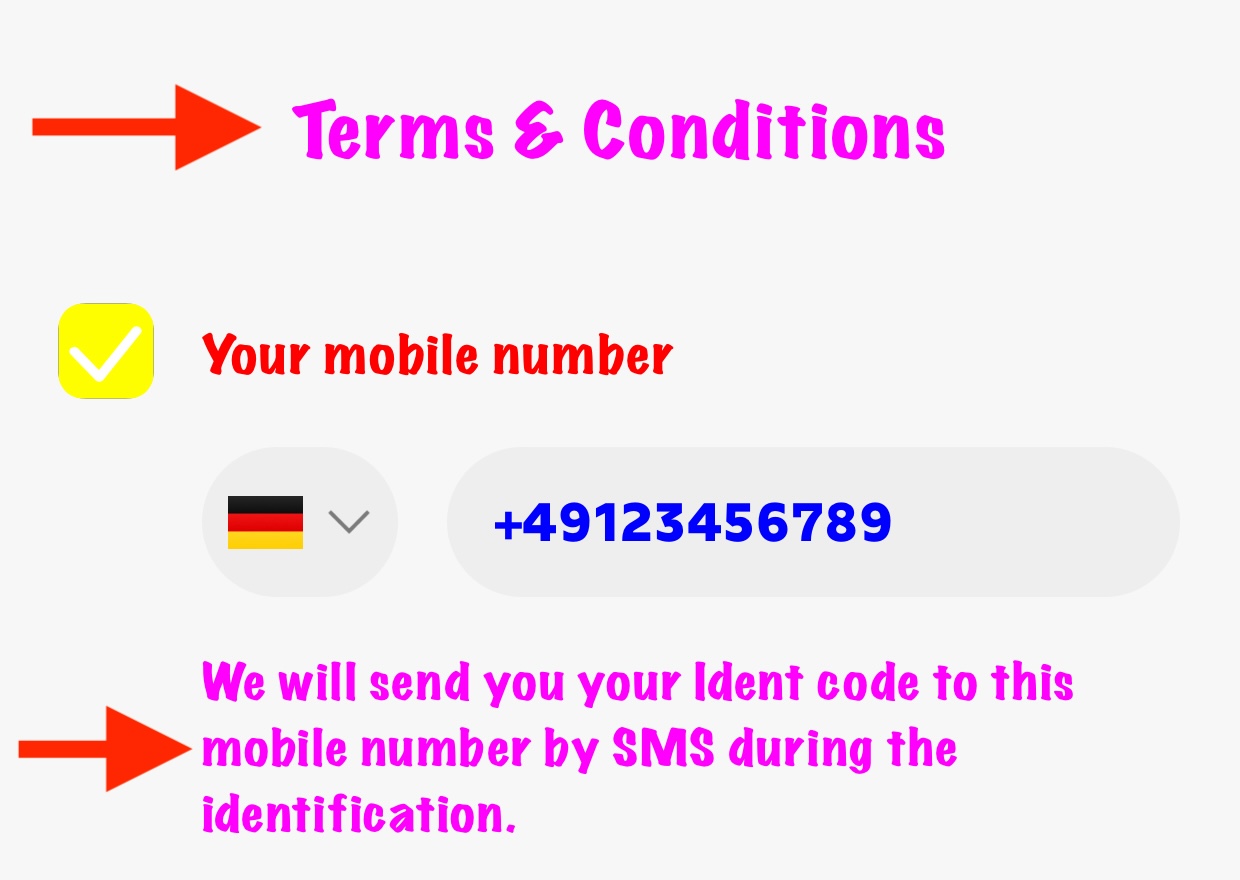 Terms & Conditions
Your mobile number
+49123456789
We will send you your Ident code to this
mobile number by SMS during the
identification.